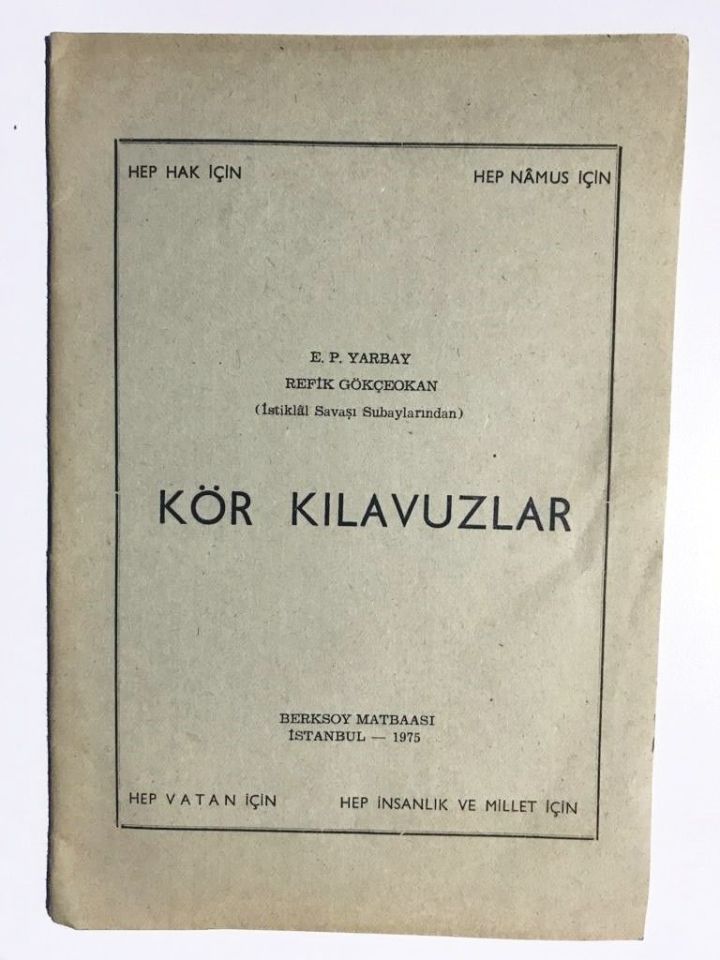 HEP HAK İÇİN
HEP NÂMUS İÇİN
E. P. YARBAY
REFİK GÖKÇEOKAN
(İstiklâl Savaşı Subaylarından)
KÖR KILAVUZLAR
BERKSOY MATBAASI
İSTANBUL — 1975
HEP VATAN İÇİN
HEP İNSANLIK VE MİLLET İÇİN